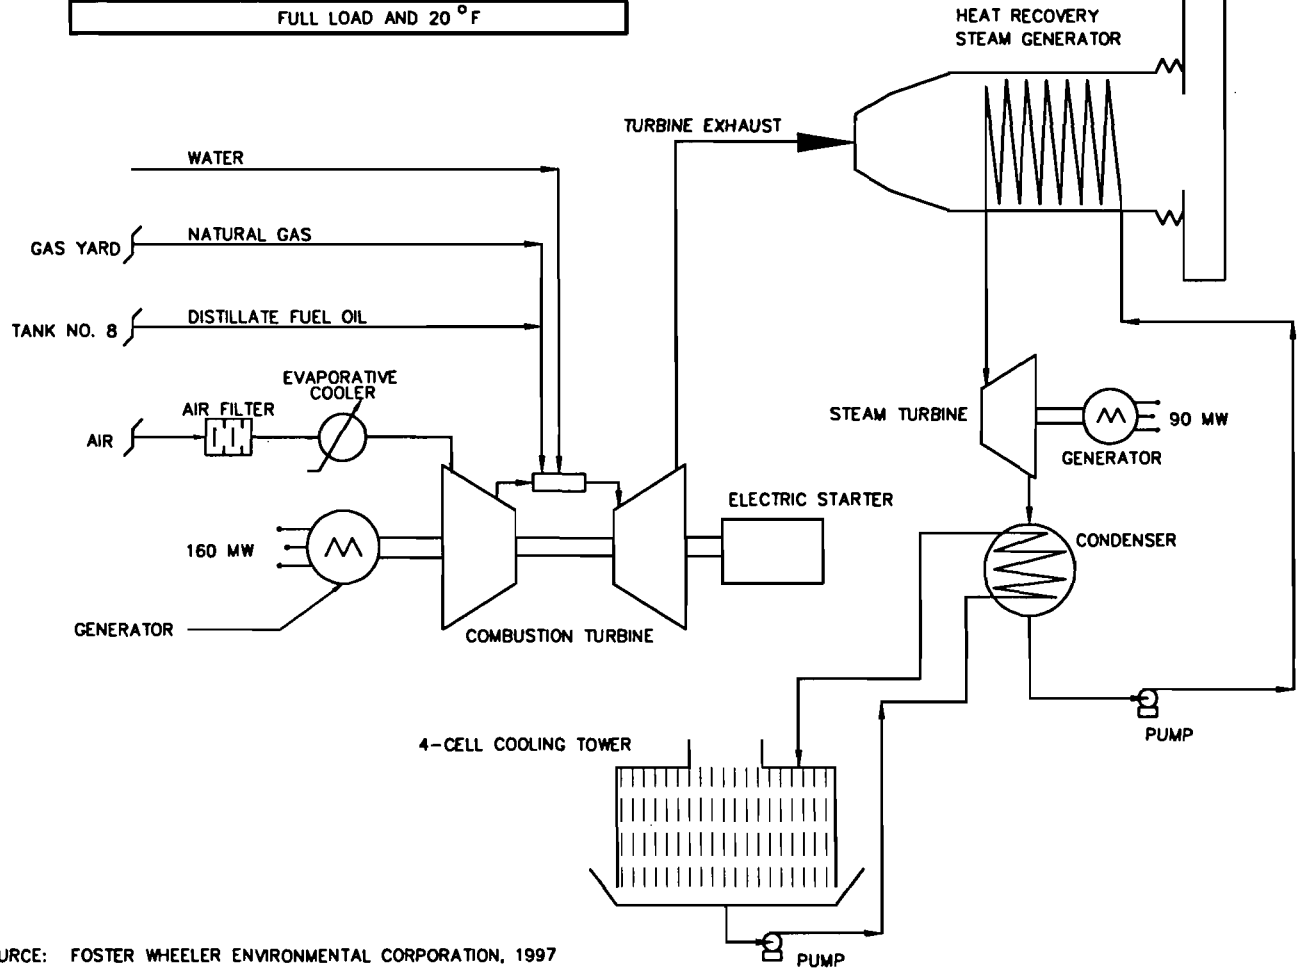 FULL LOAD AND 20 °F
HEAT RECOVERY
STEAM GENERATOR
TURBINE EXHAUST
WATER
NATURAL GAS
GAS YARD
DISTILLATE FUEL OIL
TANK NO. 8
EVAPORATIVE
COOLER
AIR FILTER
AIR
STEAM TURBINE
90 MW
GENERATOR
ELECTRIC STARTER
160 MW
CONDENSER
GENERATOR
COMBUSTION TURBINE
PUMP
4-CELL COOLING TOWER
URCE: FOSTER WHEELER ENVIRONMENTAL CORPORATION, 1997
PUMP